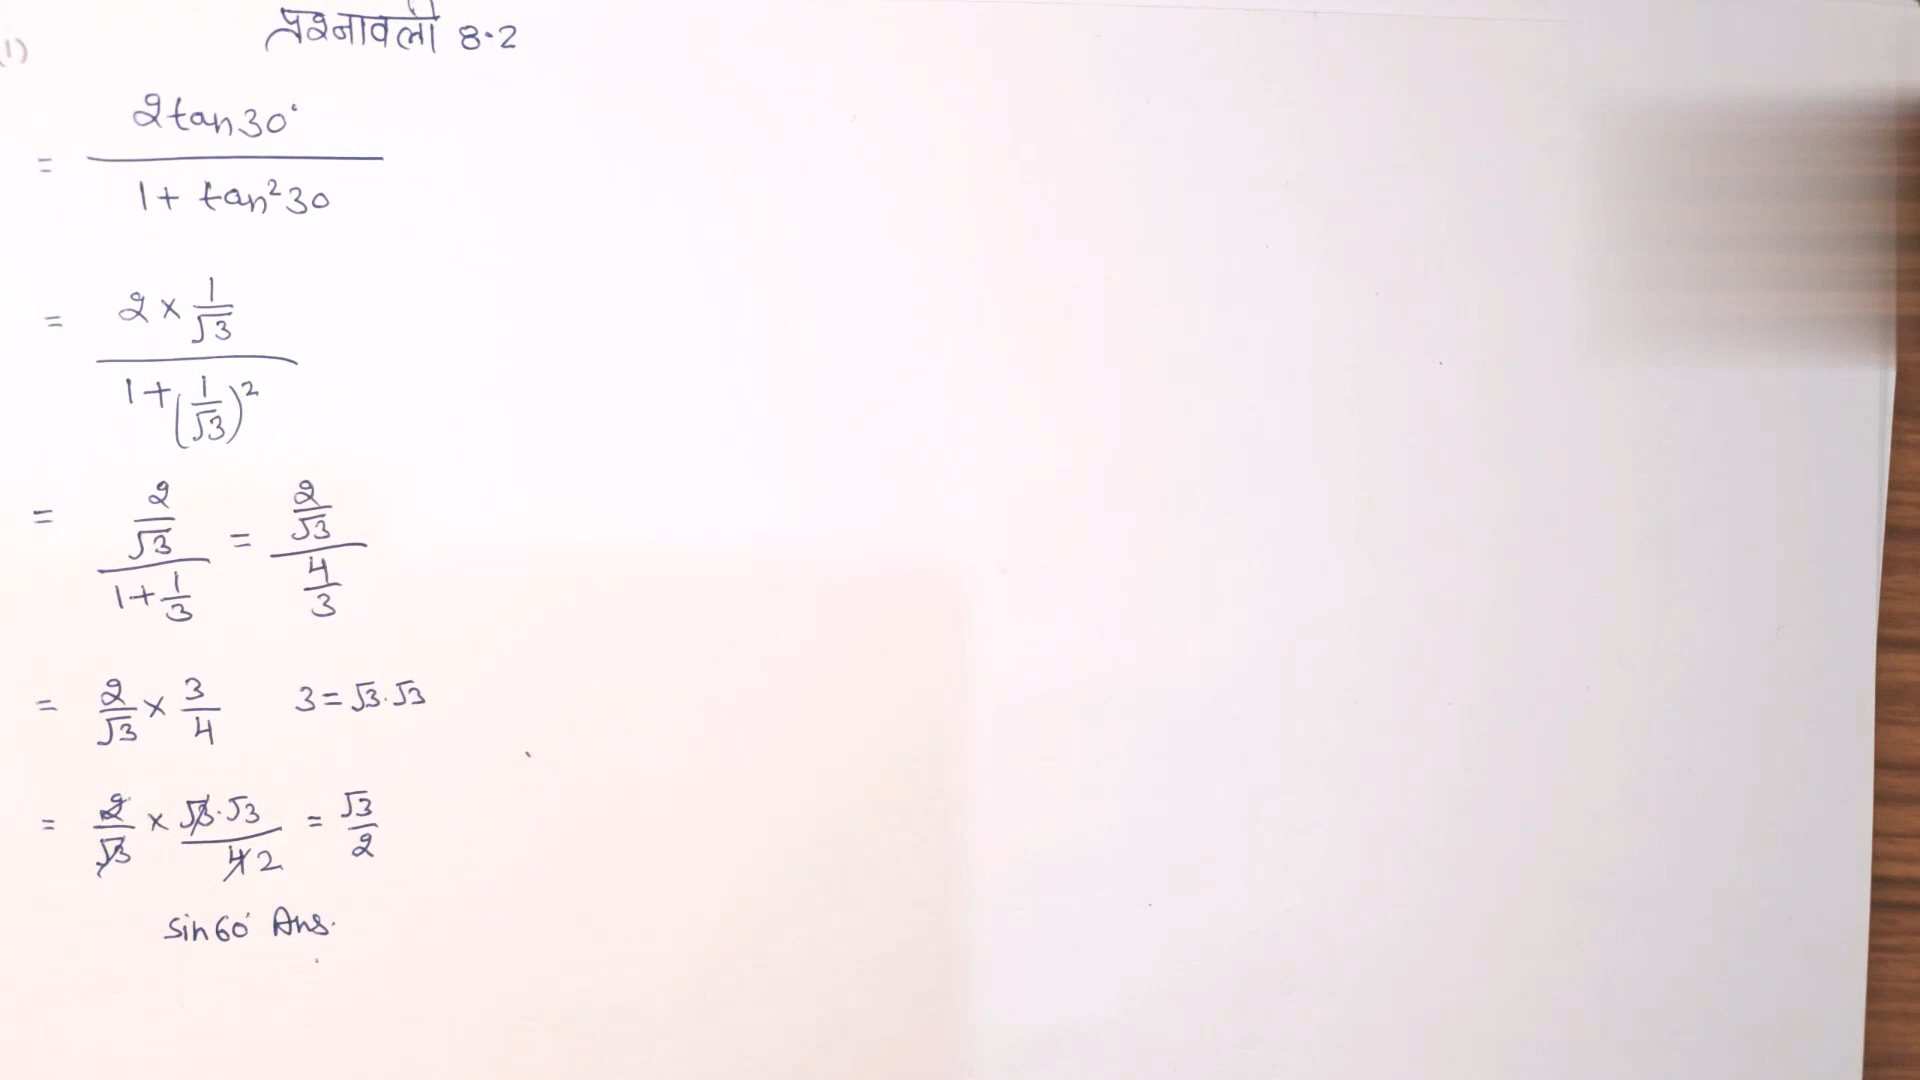 प्रश्नावली 8.2
(1)
= 2tan30° / 1 + tan²30
= 2 × 1/√3 / 1 + (1/√3)²
= 2/√3 / 1 + 1/3 = 2/√3 / 4/3
= 2/√3 × 3/4 3 = √3.√3
= 2/√3 × √3.√3/4 2 = √3/2
sin60° Ans.